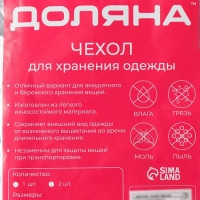 ДОЛЯНА™
ЧЕХОЛ
для хранения одежды
- Отличный вариант для аккуратного
и бережного хранения вещей.
- Изготовлен из лёгкого
износостойкого материала.
- Сохраняет внешний вид одежды
от возможного выцветания во время
длительного хранения.
- Незаменим для защиты вещей
при транспортировке.
ВЛАГА
ГРЯЗЬ
МОЛЬ
ПЫЛЬ
Количество:
1 шт.
2 шт.
Размеры:
SIMA
LAND